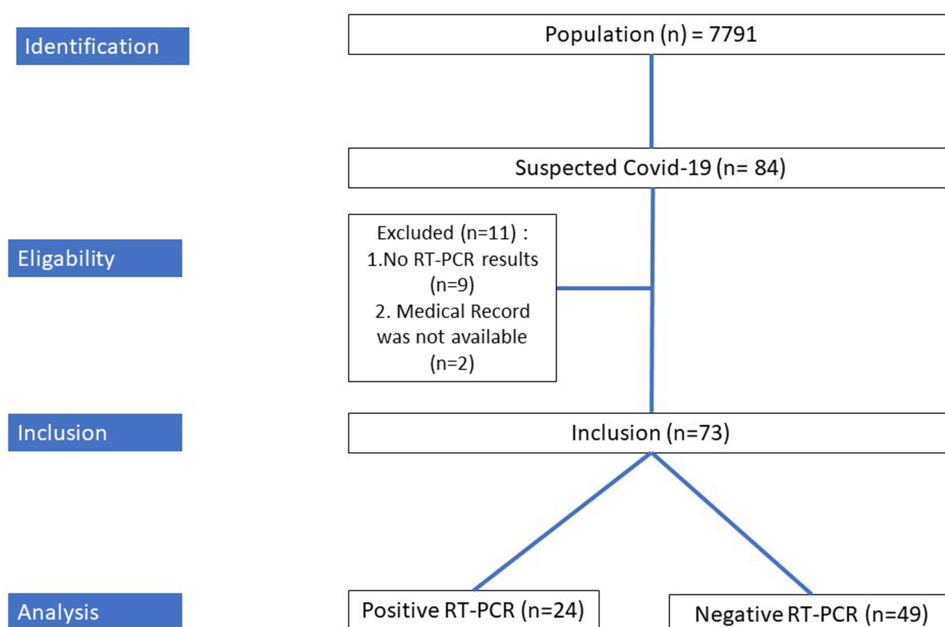 Identification
Population (n) = 7791
Suspected Covid-19 (n= 84)
Eligability
Excluded (n=11) :
1.No RT-PCR results
(n=9)
2. Medical Record
was not available
(n=2)
Inclusion
Inclusion (n=73)
Analysis
Positive RT-PCR (n=24)
Negative RT-PCR (n=49)